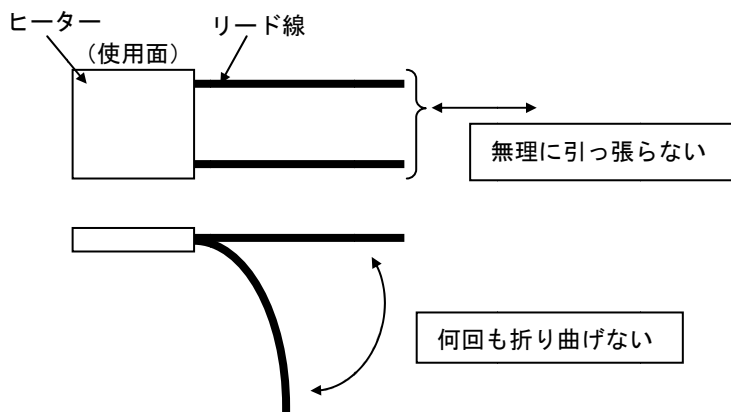 ヒーター
リード線
（使用面）
無理に引っ張らない
何回も折り曲げない